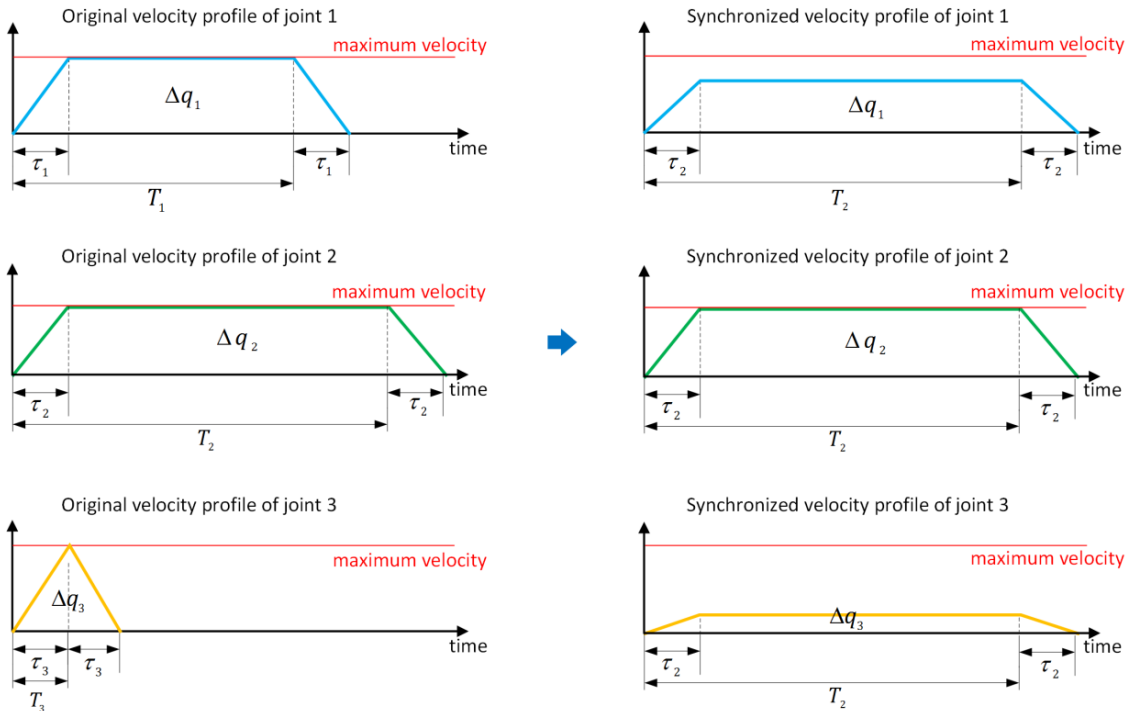 Original velocity profile of joint 1
maximum velocity
Δq₁
time
τ₁
τ₁
T₁
Synchronized velocity profile of joint 1
maximum velocity
Δq₁
time
τ₂
τ₂
T₂
Original velocity profile of joint 2
maximum velocity
Δq₂
time
τ₂
τ₂
T₂
Synchronized velocity profile of joint 2
maximum velocity
Δq₂
time
τ₂
τ₂
T₂
Original velocity profile of joint 3
maximum velocity
Δq₃
time
τ₃
τ₃
T₃
Synchronized velocity profile of joint 3
maximum velocity
Δq₃
time
τ₂
τ₂
T₂